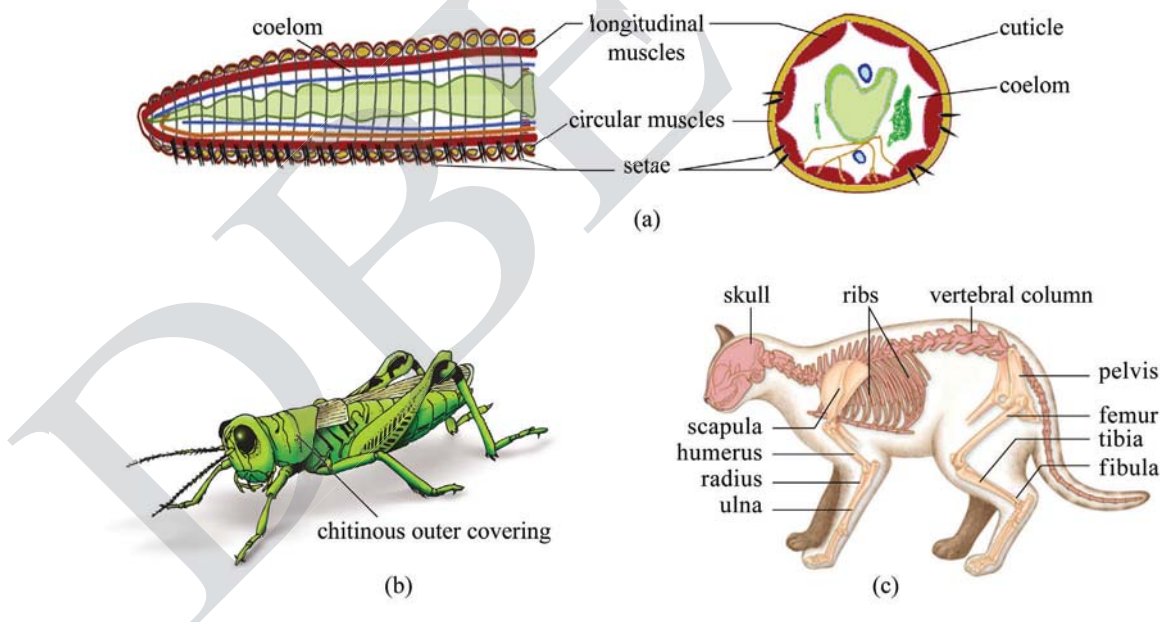 coelom
longitudinal
muscles
cuticle
coelom
circular muscles
setae
(a)
skull
ribs
vertebral column
pelvis
femur
tibia
fibula
scapula
humerus
radius
ulna
chitinous outer covering
(b)
(c)
DBE